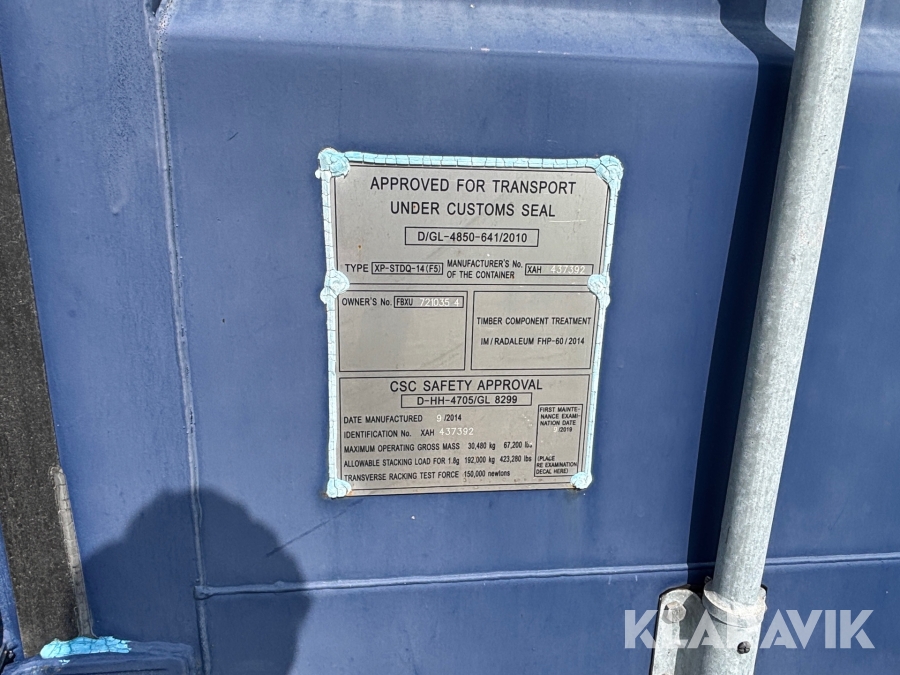 APPROVED FOR TRANSPORT
UNDER CUSTOMS SEAL
D/GL-4850-641/2010
TYPE XP-STDQ-14(F5) MANUFACTURER'S No. OF THE CONTAINER XAH 437392
OWNER'S No. FBXU 721035 4
TIMBER COMPONENT TREATMENT
IM/RADALEUM FHP-60/2014
CSC SAFETY APPROVAL
D-HH-4705/GL 8299
DATE MANUFACTURED 9/2014
IDENTIFICATION No. XAH 437392
MAXIMUM OPERATING GROSS MASS 30,480 kg 67,200 lbs
ALLOWABLE STACKING LOAD FOR 1.8g 192,000 kg 423,280 lbs
TRANSVERSE RACKING TEST FORCE 150,000 newtons
FIRST MAINTE-
NANCE EXAMI-
NATION DATE
/2019
(PLACE
RE EXAMINATION
DECAL HERE)
KLARAVIK